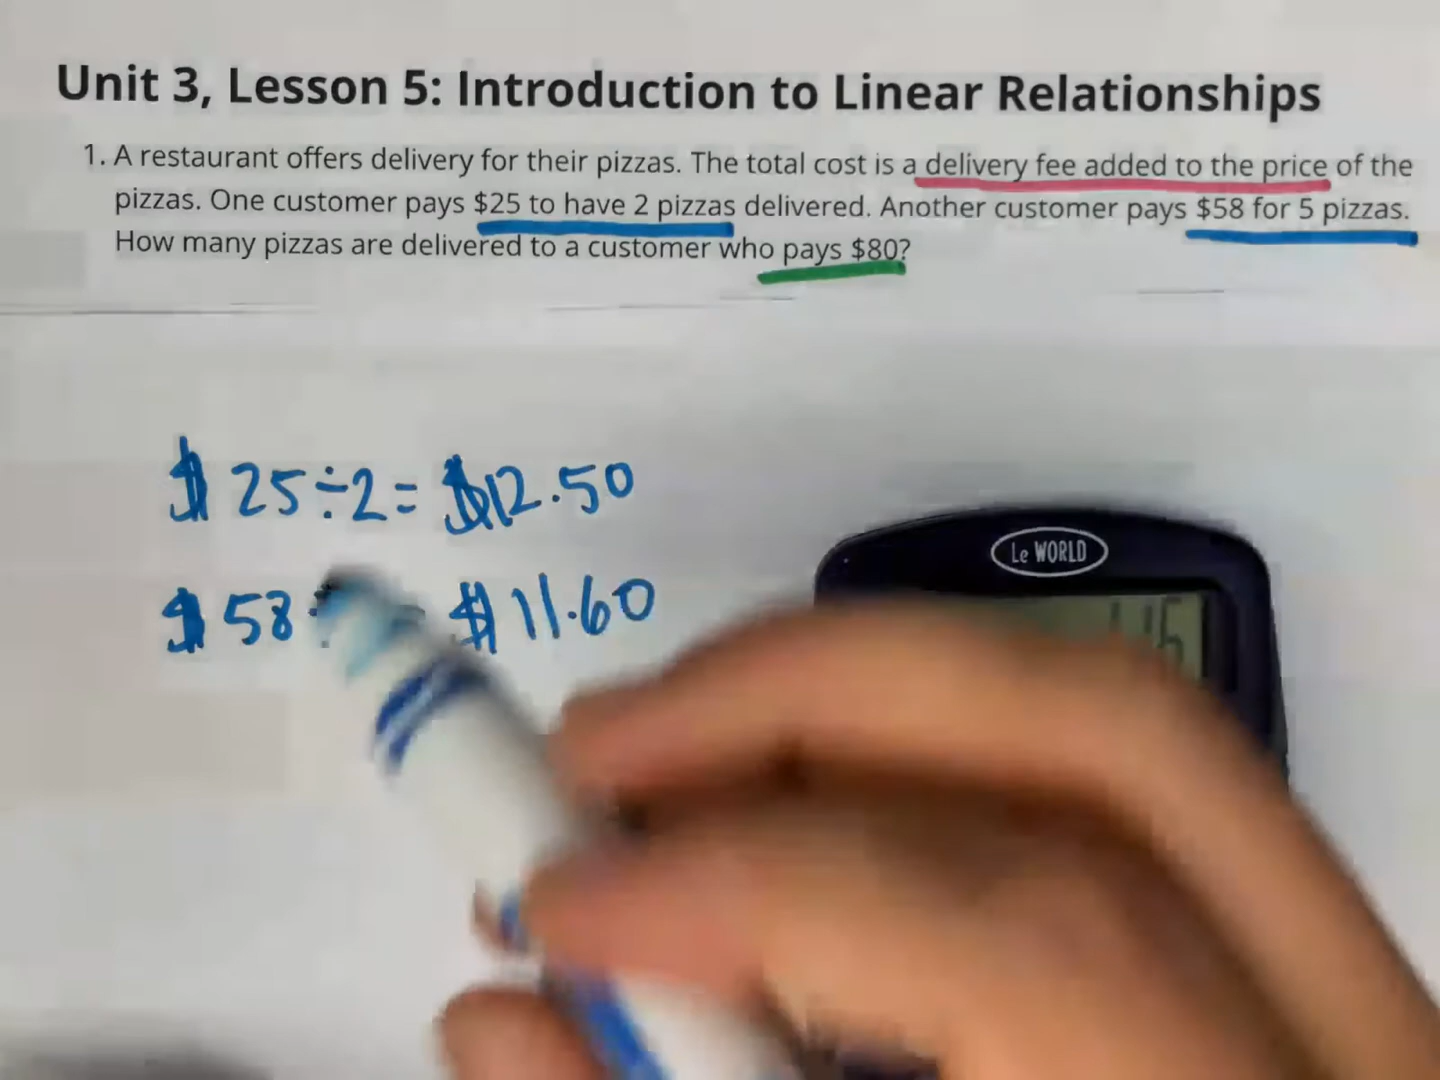 Unit 3, Lesson 5: Introduction to Linear Relationships
1. A restaurant offers delivery for their pizzas. The total cost is a delivery fee added to the price of the
pizzas. One customer pays $25 to have 2 pizzas delivered. Another customer pays $58 for 5 pizzas.
How many pizzas are delivered to a customer who pays $80?
$ 25÷2= $12.50
$ 58 $ 11.60
Le WORLD